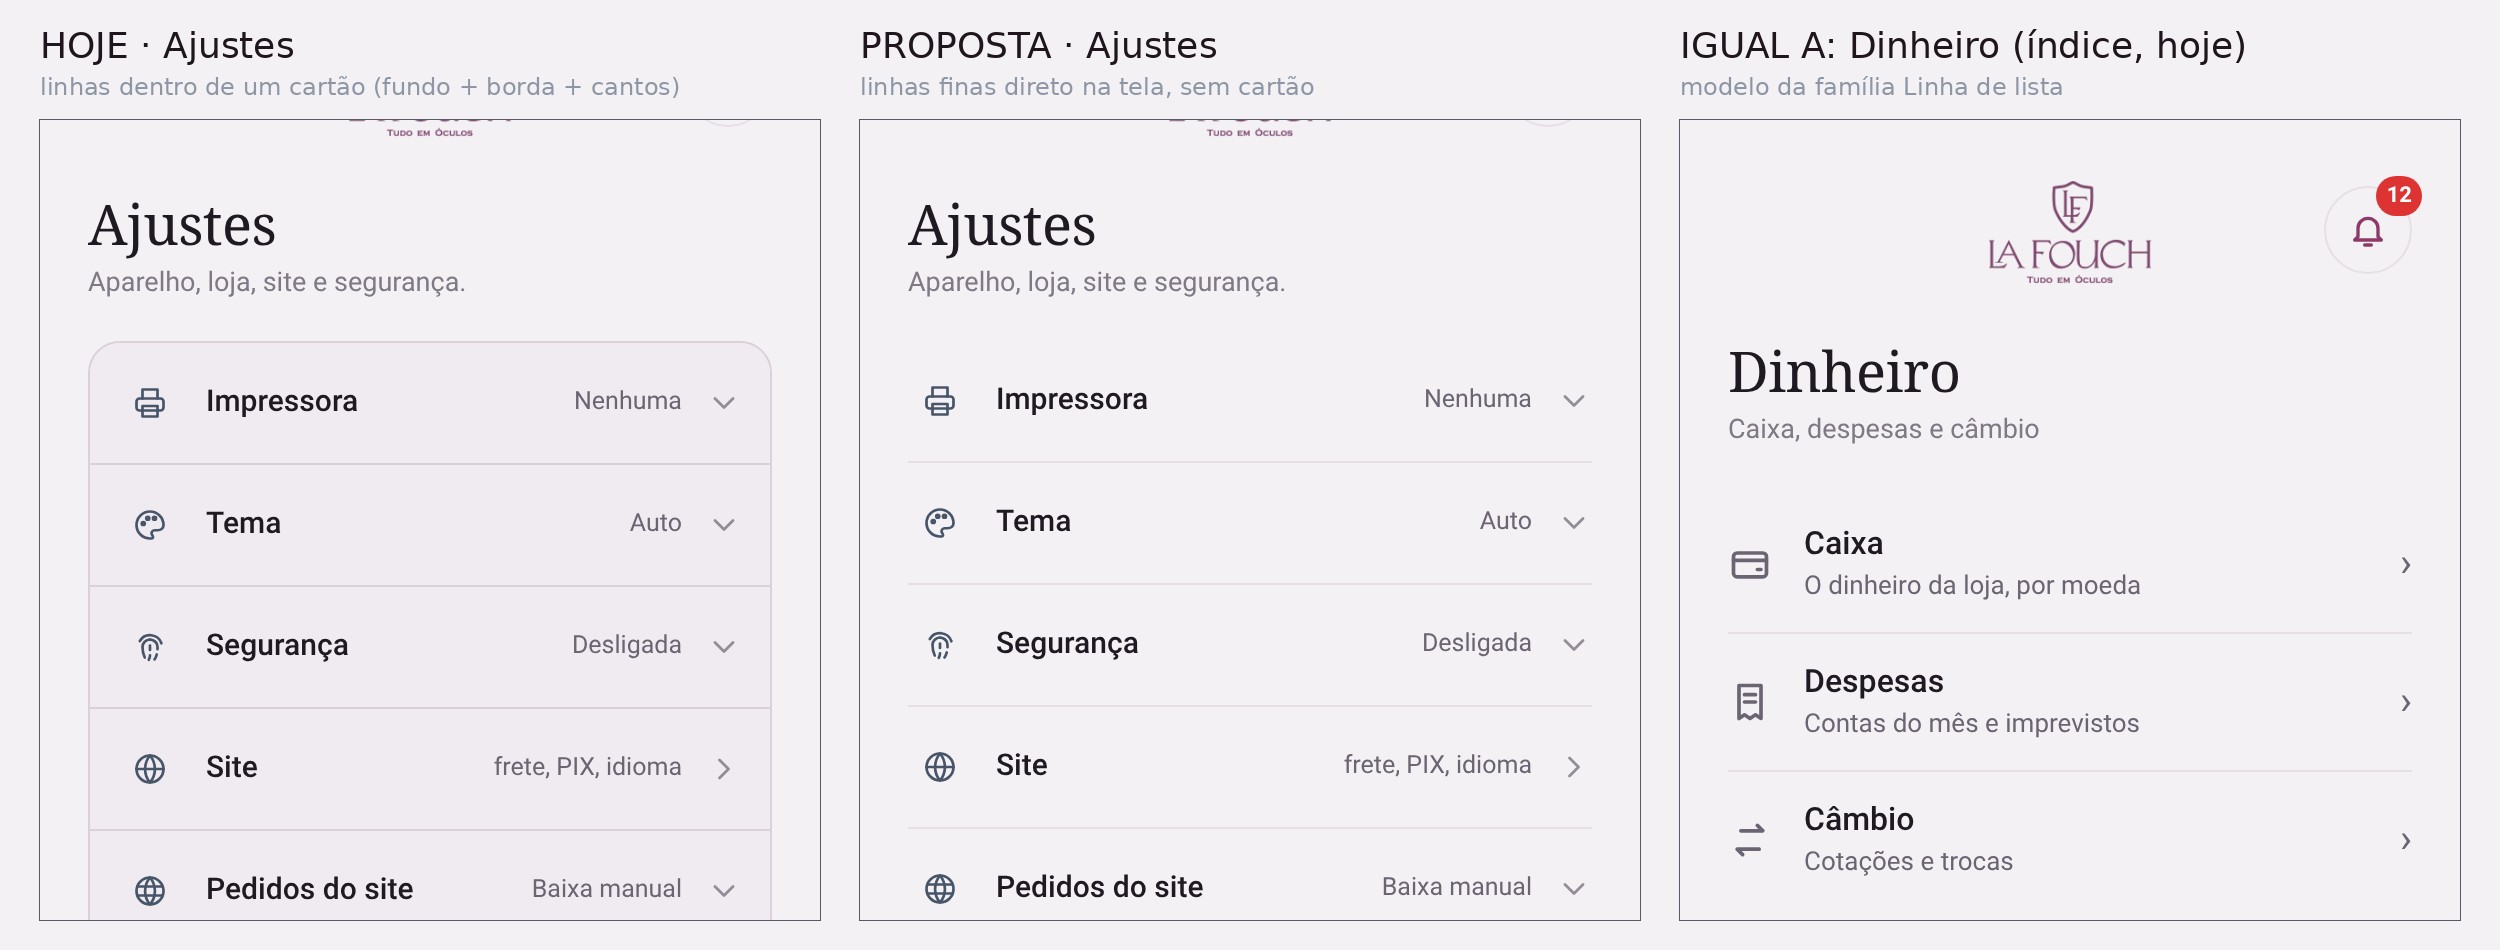 HOJE · Ajustes
linhas dentro de um cartão (fundo + borda + cantos)
TUDO EM ÓCULOS
Ajustes
Aparelho, loja, site e segurança.
Impressora Nenhuma
Tema Auto
Segurança Desligada
Site frete, PIX, idioma
Pedidos do site Baixa manual
PROPOSTA · Ajustes
linhas finas direto na tela, sem cartão
TUDO EM ÓCULOS
Ajustes
Aparelho, loja, site e segurança.
Impressora Nenhuma
Tema Auto
Segurança Desligada
Site frete, PIX, idioma
Pedidos do site Baixa manual
IGUAL A: Dinheiro (índice, hoje)
modelo da família Linha de lista
LF
LA FOUCH
TUDO EM ÓCULOS
12
Dinheiro
Caixa, despesas e câmbio
Caixa
O dinheiro da loja, por moeda
Despesas
Contas do mês e imprevistos
Câmbio
Cotações e trocas